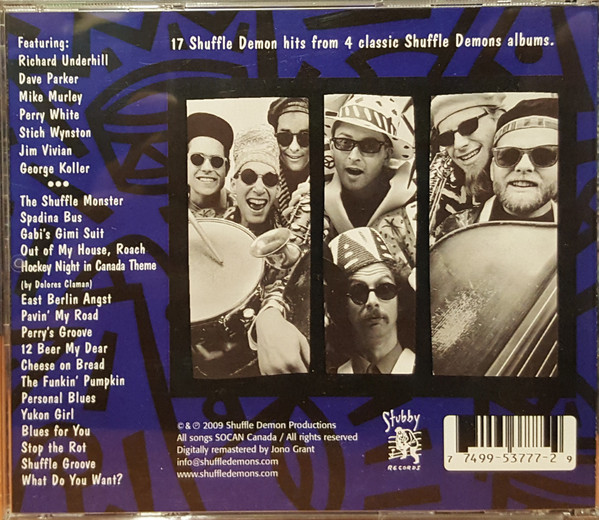 Featuring:
Richard Underhill
Dave Parker
Mike Murley
Perry White
Stich Wynston
Jim Vivian
George Koller
•••
The Shuffle Monster
Spadina Bus
Gabi's Gimi Suit
Out of My House, Roach
Hockey Night in Canada Theme
(by Dolores Claman)
East Berlin Angst
Pavin' My Road
Perry's Groove
12 Beer My Dear
Cheese on Bread
The Funkin' Pumpkin
Personal Blues
Yukon Girl
Blues for You
Stop the Rot
Shuffle Groove
What Do You Want?
17 Shuffle Demon hits from 4 classic Shuffle Demons albums.
© & ℗ 2009 Shuffle Demon Productions
All songs SOCAN Canada / All rights reserved
Digitally remastered by Jono Grant
info@shuffledemons.com
www.shuffledemons.com
Stubby
RECORDS
7 74499-53777-2 9